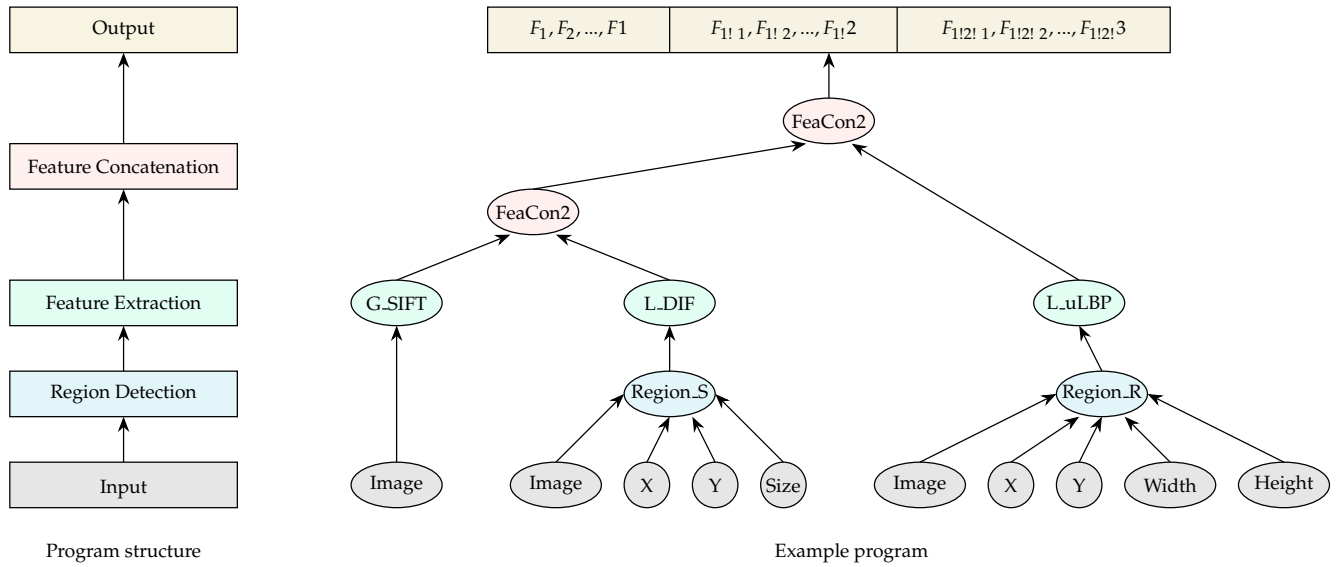 Output
Feature Concatenation
Feature Extraction
Region Detection
Input
Program structure
F1, F2, ..., F1
F1! 1, F1! 2, ..., F1!2
F1!2! 1, F1!2! 2, ..., F1!2!3
FeaCon2
FeaCon2
G_SIFT
L_DIF
L_uLBP
Region_S
Region_R
Image
Image
X
Y
Size
Image
X
Y
Width
Height
Example program